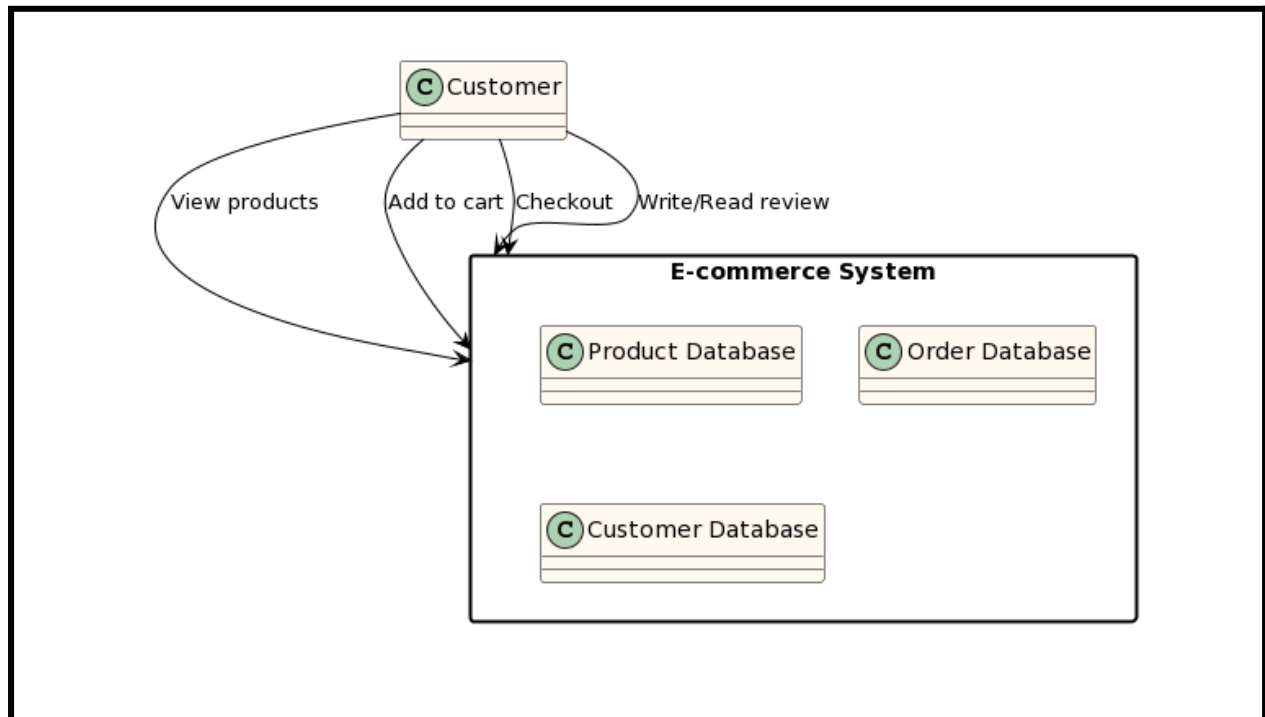 C Customer
View products
Add to cart
Checkout
Write/Read review
E-commerce System
C Product Database
C Order Database
C Customer Database